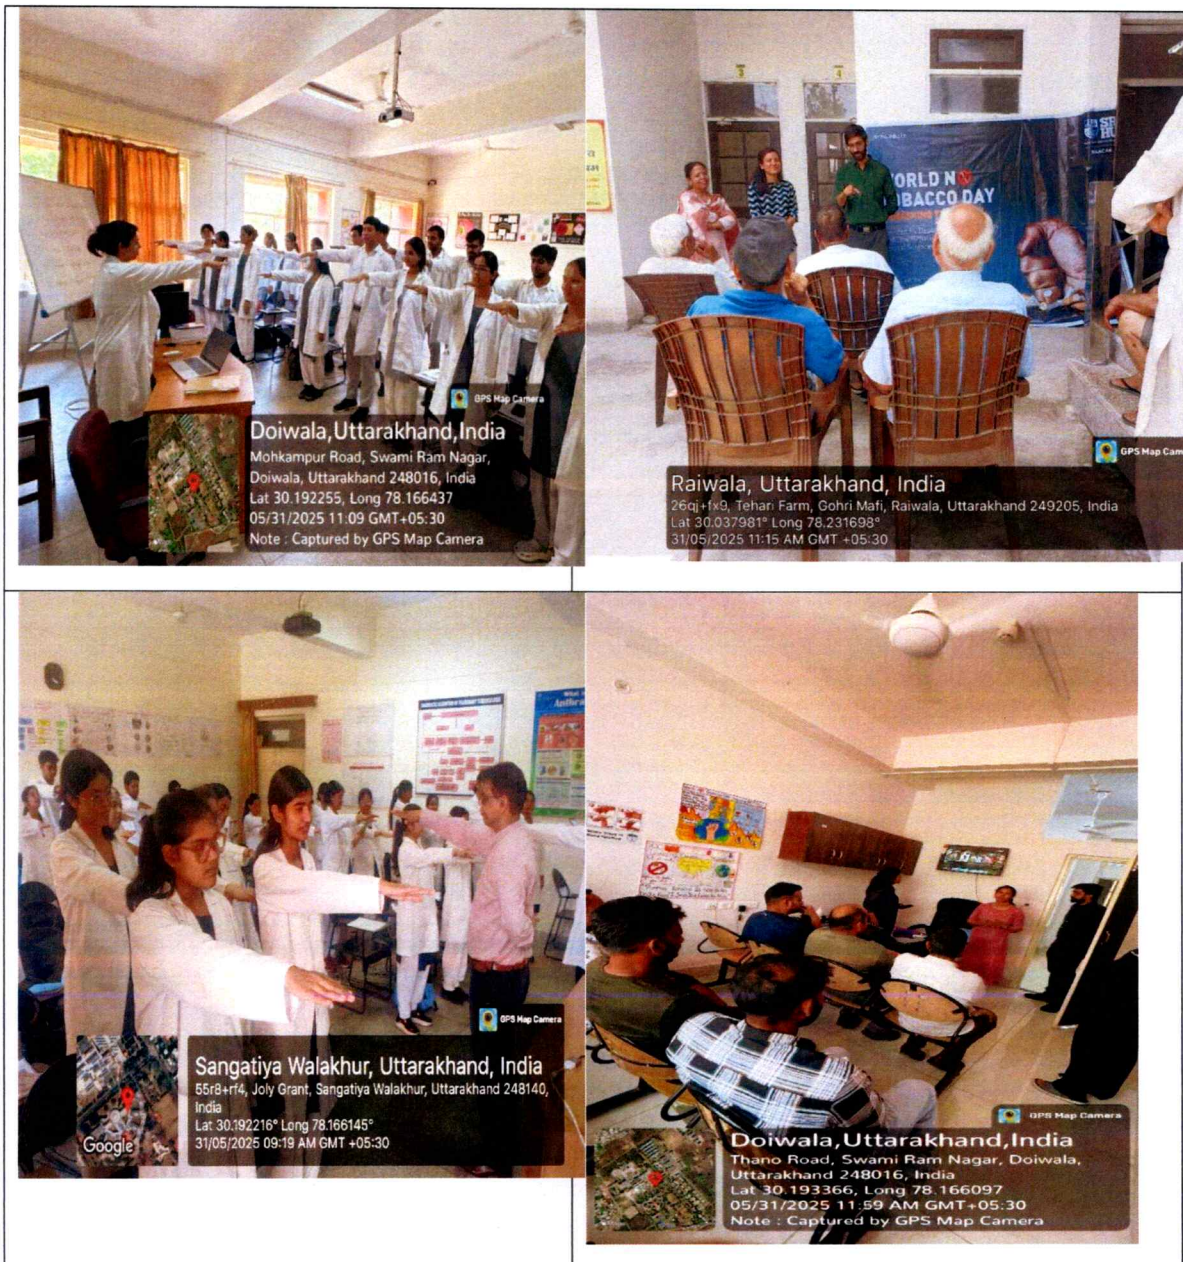 GPS Map Camera
Doiwala,Uttarakhand,India
Mohkampur Road, Swami Ram Nagar,
Doiwala, Uttarakhand 248016, India
Lat 30.192255, Long 78.166437
05/31/2025 11:09 GMT+05:30
Note : Captured by GPS Map Camera
3
4
SR
HU
ORLD N
OBACCO DAY
GPS Map Cam
Raiwala, Uttarakhand, India
26qj+fx9, Tehari Farm, Gohri Mafi, Raiwala, Uttarakhand 249205, India
Lat 30.037981° Long 78.231698°
31/05/2025 11:15 AM GMT +05:30
GPS Map Camera
Google
Sangatiya Walakhur, Uttarakhand, India
55r8+rf4, Joly Grant, Sangatiya Walakhur, Uttarakhand 248140,
India
Lat 30.192216° Long 78.166145°
31/05/2025 09:19 AM GMT +05:30
GPS Map Camera
Doiwala,Uttarakhand,India
Thano Road, Swami Ram Nagar, Doiwala,
Uttarakhand 248016, India
Lat 30.193366, Long 78.166097
05/31/2025 11:59 AM GMT+05:30
Note : Captured by GPS Map Camera